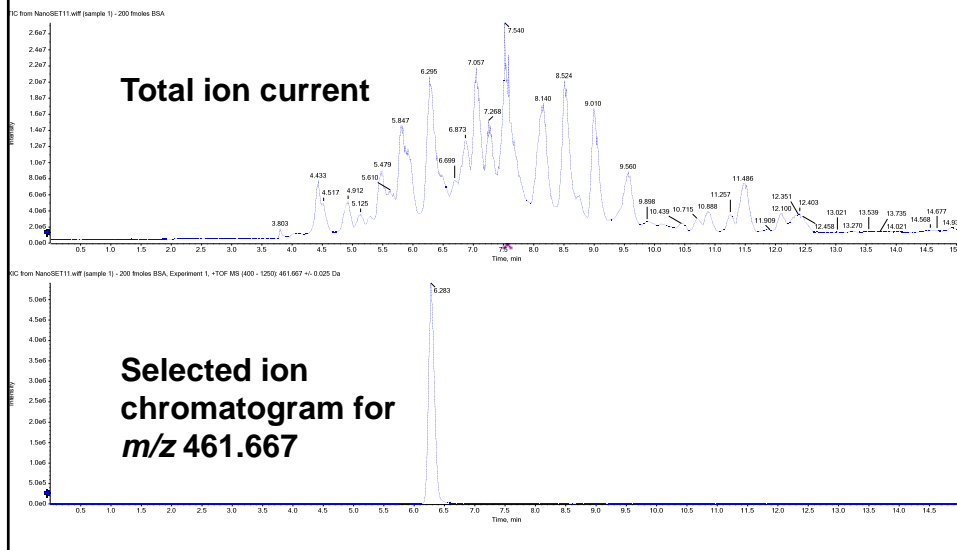 TIC from NanoSET11.wiff (sample 1) - 200 fmoles BSA
7.540
2.6e7
2.4e7
7.057
2.2e7
6.295
8.524
2.0e7
Total ion current
8.140
9.010
1.8e7
7.268
1.6e7
5.847
6.873
1.4e7
Intensity
1.2e7
6.699
5.479
9.560
1.0e7
5.610
4.433
11.486
8.0e6
4.517
4.912
12.351
5.125
11.257
12.403
6.0e6
9.898
10.715
10.888
12.100
13.021
13.539
13.735
14.677
4.0e6
10.439
11.909
14.568
14.93
2.0e6
12.458
13.270
14.021
0.00
0.5 1.0 1.5 2.0 2.5 3.0 3.5 4.0 4.5 5.0 5.5 6.0 6.5 7.0 7.5 8.0 8.5 9.0 9.5 10.0 10.5 11.0 11.5 12.0 12.5 13.0 13.5 14.0 14.5 15.
3.803
Time, min
XIC from NanoSET11.wiff (sample 1) - 200 fmoles BSA, Experiment 1, +TOF MS (400 - 1250): 461.667 +/- 0.025 Da
6.283
5.0e6
4.5e6
4.0e6
3.5e6
Selected ion
3.0e6
chromatogram for
Intensity
2.5e6
m/z 461.667
2.0e6
1.5e6
1.0e6
5.0e5
0.0e0
0.5 1.0 1.5 2.0 2.5 3.0 3.5 4.0 4.5 5.0 5.5 6.0 6.5 7.0 7.5 8.0 8.5 9.0 9.5 10.0 10.5 11.0 11.5 12.0 12.5 13.0 13.5 14.0 14.5
Time, min